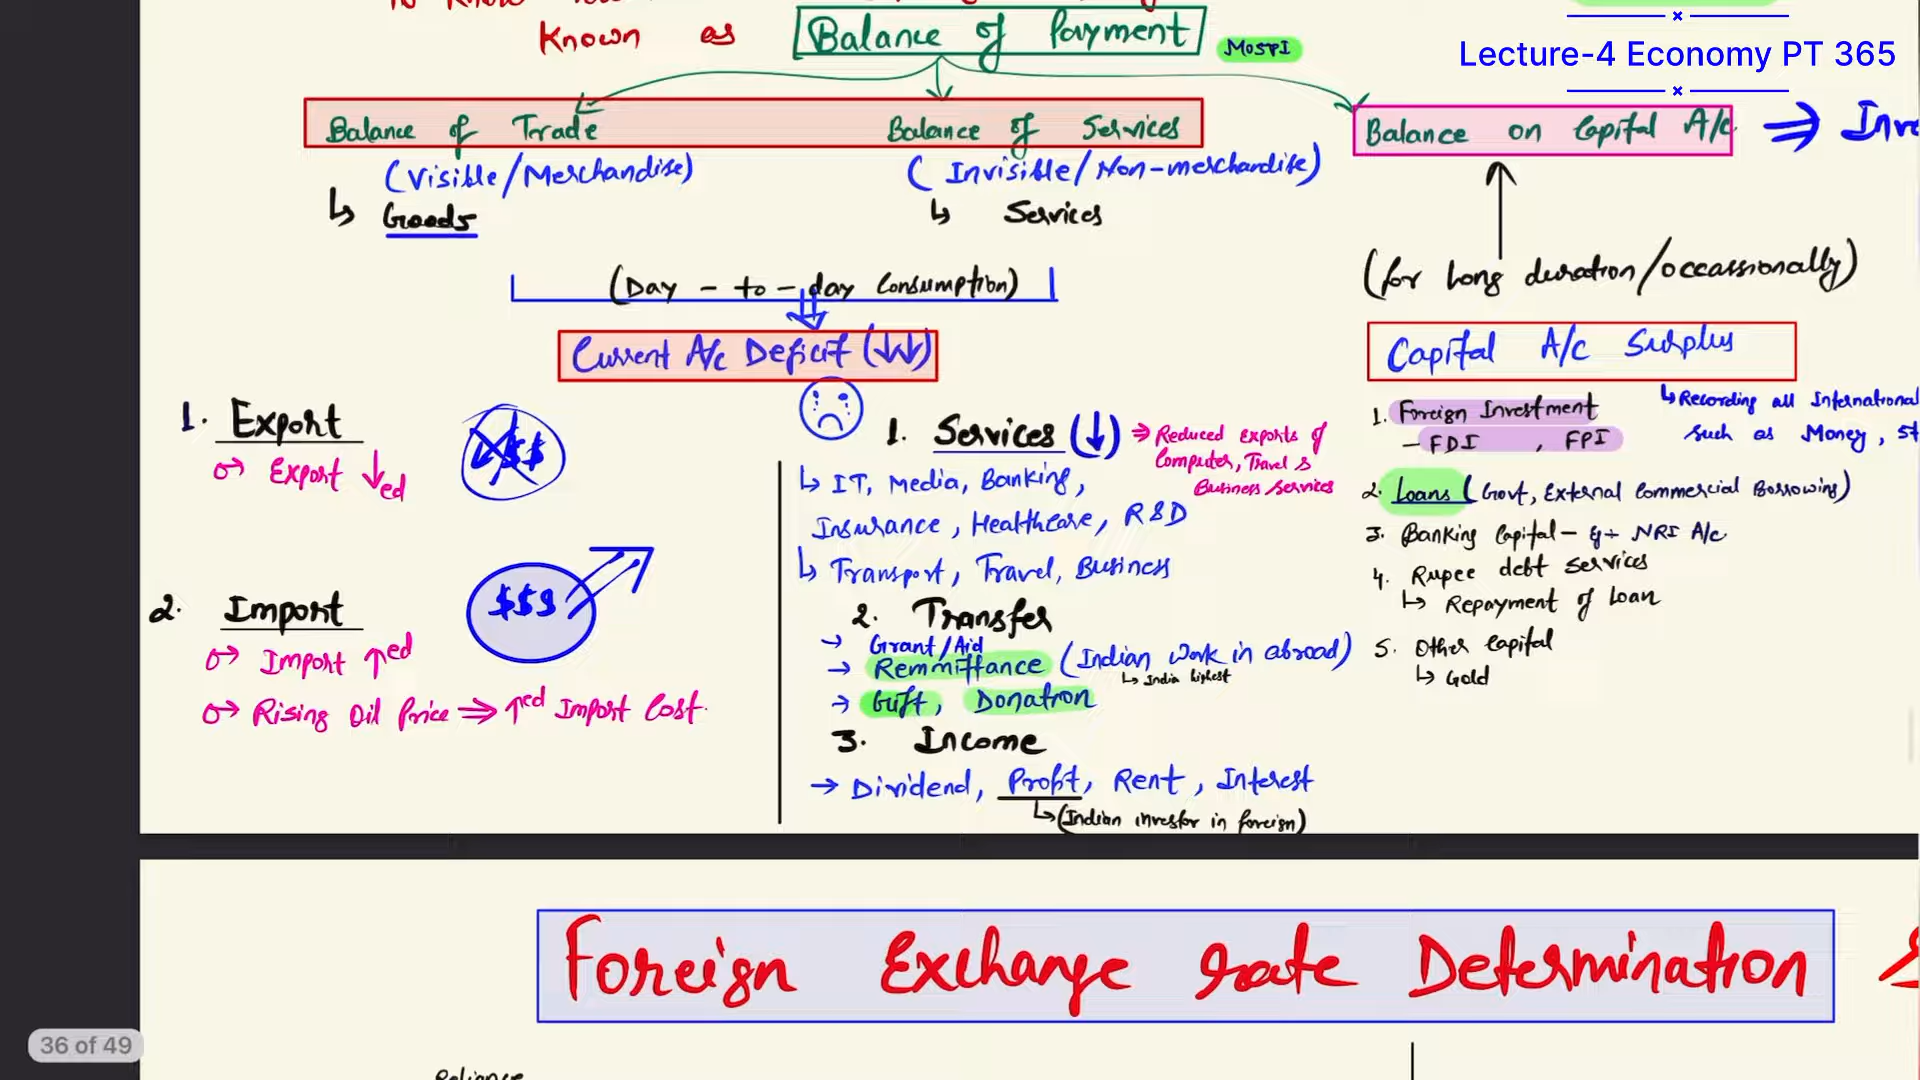 Known as Balance of Payment MOSPI
Lecture-4 Economy PT 365
Balance of Trade
Balance of Services
Balance on Capital A/c ⇒
(Visible/Merchandise)
( Invisible/Non-merchandise)
↳ Goods
↳ Services
(for long duration/occassionally)
(Day - to - day Consumption)
Current A/c Deficit (↓↓)
Capital A/c Surplus
↳ Recording all International
such as Money,
1. Export
↦ Export ↓ed
$$
2. Import
↦ Import ↑ed
↦ Rising Oil Price ⇒ ↑ed Import Cost.
$$$
1. Services (↓) ⇒ Reduced exports of
Computer, Travel &
Business Services
↳ IT, Media, Banking,
Insurance, Healthcare, R&D
↳ Transport, Travel, Business
2. Transfer
→ Grant/Aid
→ Remmittance (Indian work in abroad)
↳ India highest
→ Gift, Donation
3. Income
→ Dividend, Profit, Rent, Interest
↳ (Indian investor in foreign)
1. Foreign Investment
- FDI , FPI
2. Loans (Govt, External Commercial Borrowing)
3. Banking Capital - NRI A/c
4. Rupee debt services
↳ Repayment of loan
5. Other Capital
↳ Gold
Foreign Exchange rate Determination
36 of 49
Reliance